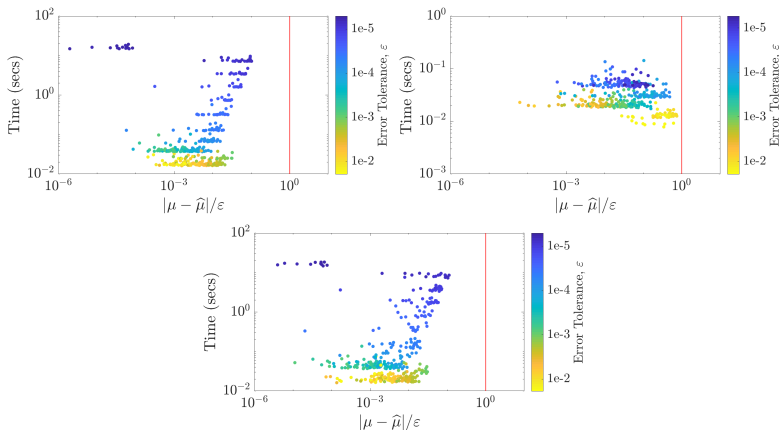 10^2
10^0
10^{-2}
Time (secs)
10^{-6}
10^{-3}
10^0
|μ − μ̂|/ε
1e-5
1e-4
1e-3
1e-2
Error Tolerance, ε
10^0
10^{-1}
10^{-2}
10^{-3}
Time (secs)
10^{-6}
10^{-3}
10^0
|μ − μ̂|/ε
1e-5
1e-4
1e-3
1e-2
Error Tolerance, ε
10^2
10^0
10^{-2}
Time (secs)
10^{-6}
10^{-3}
10^0
|μ − μ̂|/ε
1e-5
1e-4
1e-3
1e-2
Error Tolerance, ε